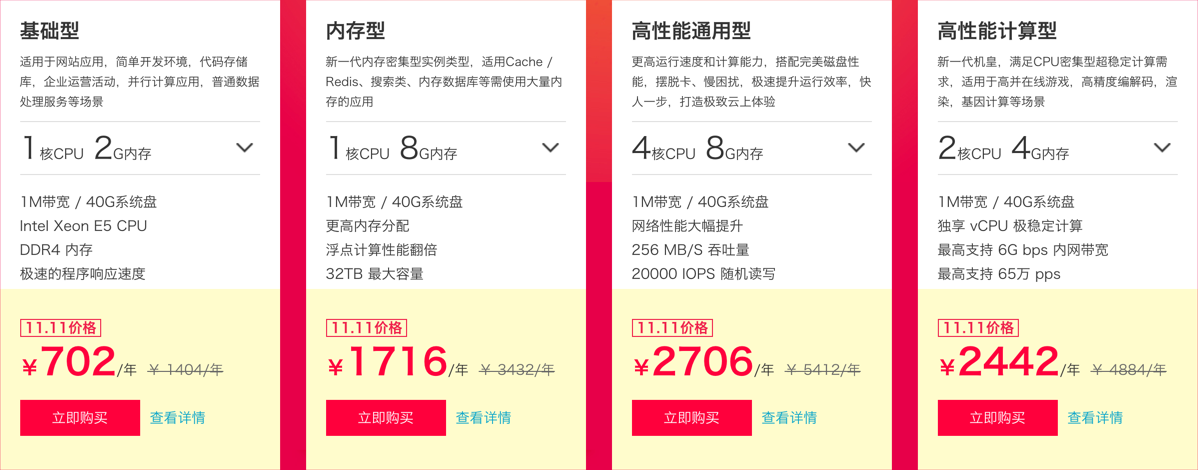 基础型
适用于网站应用，简单开发环境，代码存储
库，企业运营活动，并行计算应用，普通数据
处理服务等场景
1核CPU 2G内存
1M带宽 / 40G系统盘
Intel Xeon E5 CPU
DDR4 内存
极速的程序响应速度
11.11价格
￥702/年 ￥1404/年
立即购买 查看详情
内存型
新一代内存密集型实例类型，适用Cache /
Redis、搜索类、内存数据库等需使用大量内
存的应用
1核CPU 8G内存
1M带宽 / 40G系统盘
更高内存分配
浮点计算性能翻倍
32TB 最大容量
11.11价格
￥1716/年 ￥3432/年
立即购买 查看详情
高性能通用型
更高运行速度和计算能力，搭配完美磁盘性
能，摆脱卡、慢困扰，极速提升运行效率，快
人一步，打造极致云上体验
4核CPU 8G内存
1M带宽 / 40G系统盘
网络性能大幅提升
256 MB/S 吞吐量
20000 IOPS 随机读写
11.11价格
￥2706/年 ￥5412/年
立即购买 查看详情
高性能计算型
新一代机皇，满足CPU密集型超稳定计算需
求，适用于高并在线游戏，高精度编解码，渲
染，基因计算等场景
2核CPU 4G内存
1M带宽 / 40G系统盘
独享 vCPU 极稳定计算
最高支持 6G bps 内网带宽
最高支持 65万 pps
11.11价格
￥2442/年 ￥4884/年
立即购买 查看详情